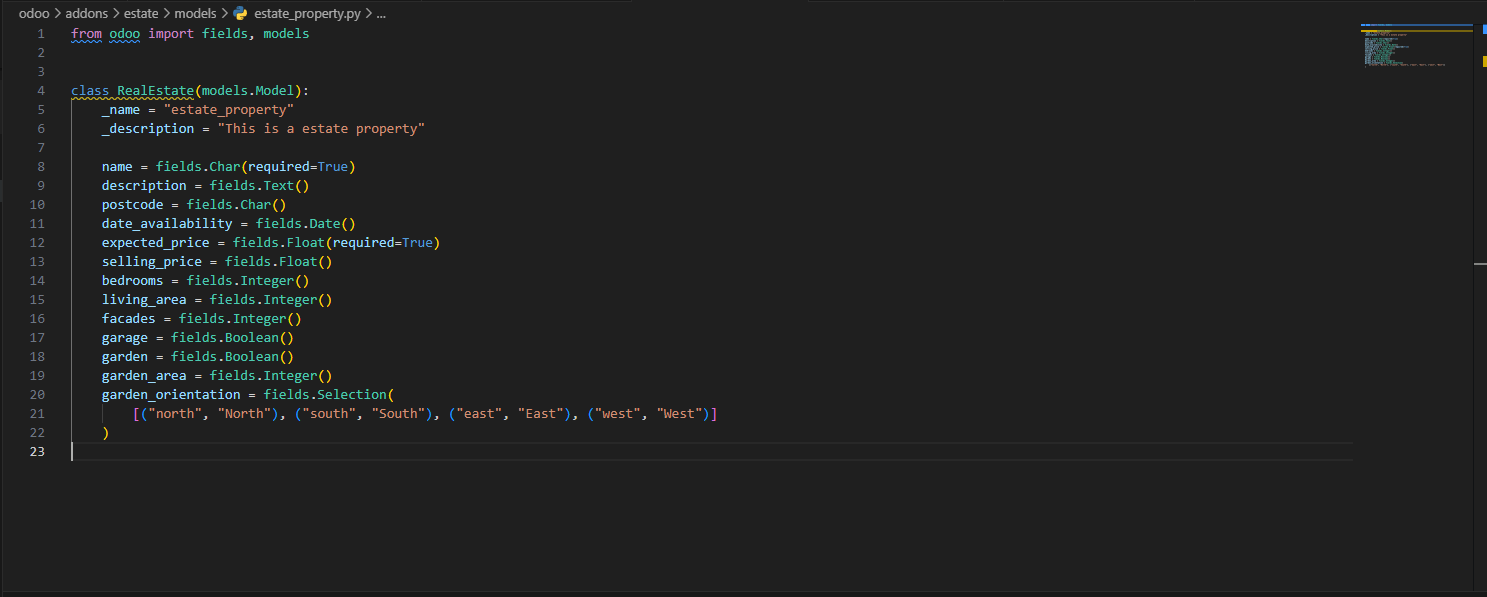 odoo > addons > estate > models > estate_property.py > ...
1 from odoo import fields, models
2
3
4 class RealEstate(models.Model):
5     _name = "estate_property"
6     _description = "This is a estate property"
7
8     name = fields.Char(required=True)
9     description = fields.Text()
10     postcode = fields.Char()
11     date_availability = fields.Date()
12     expected_price = fields.Float(required=True)
13     selling_price = fields.Float()
14     bedrooms = fields.Integer()
15     living_area = fields.Integer()
16     facades = fields.Integer()
17     garage = fields.Boolean()
18     garden = fields.Boolean()
19     garden_area = fields.Integer()
20     garden_orientation = fields.Selection(
21         [("north", "North"), ("south", "South"), ("east", "East"), ("west", "West")]
22     )
23